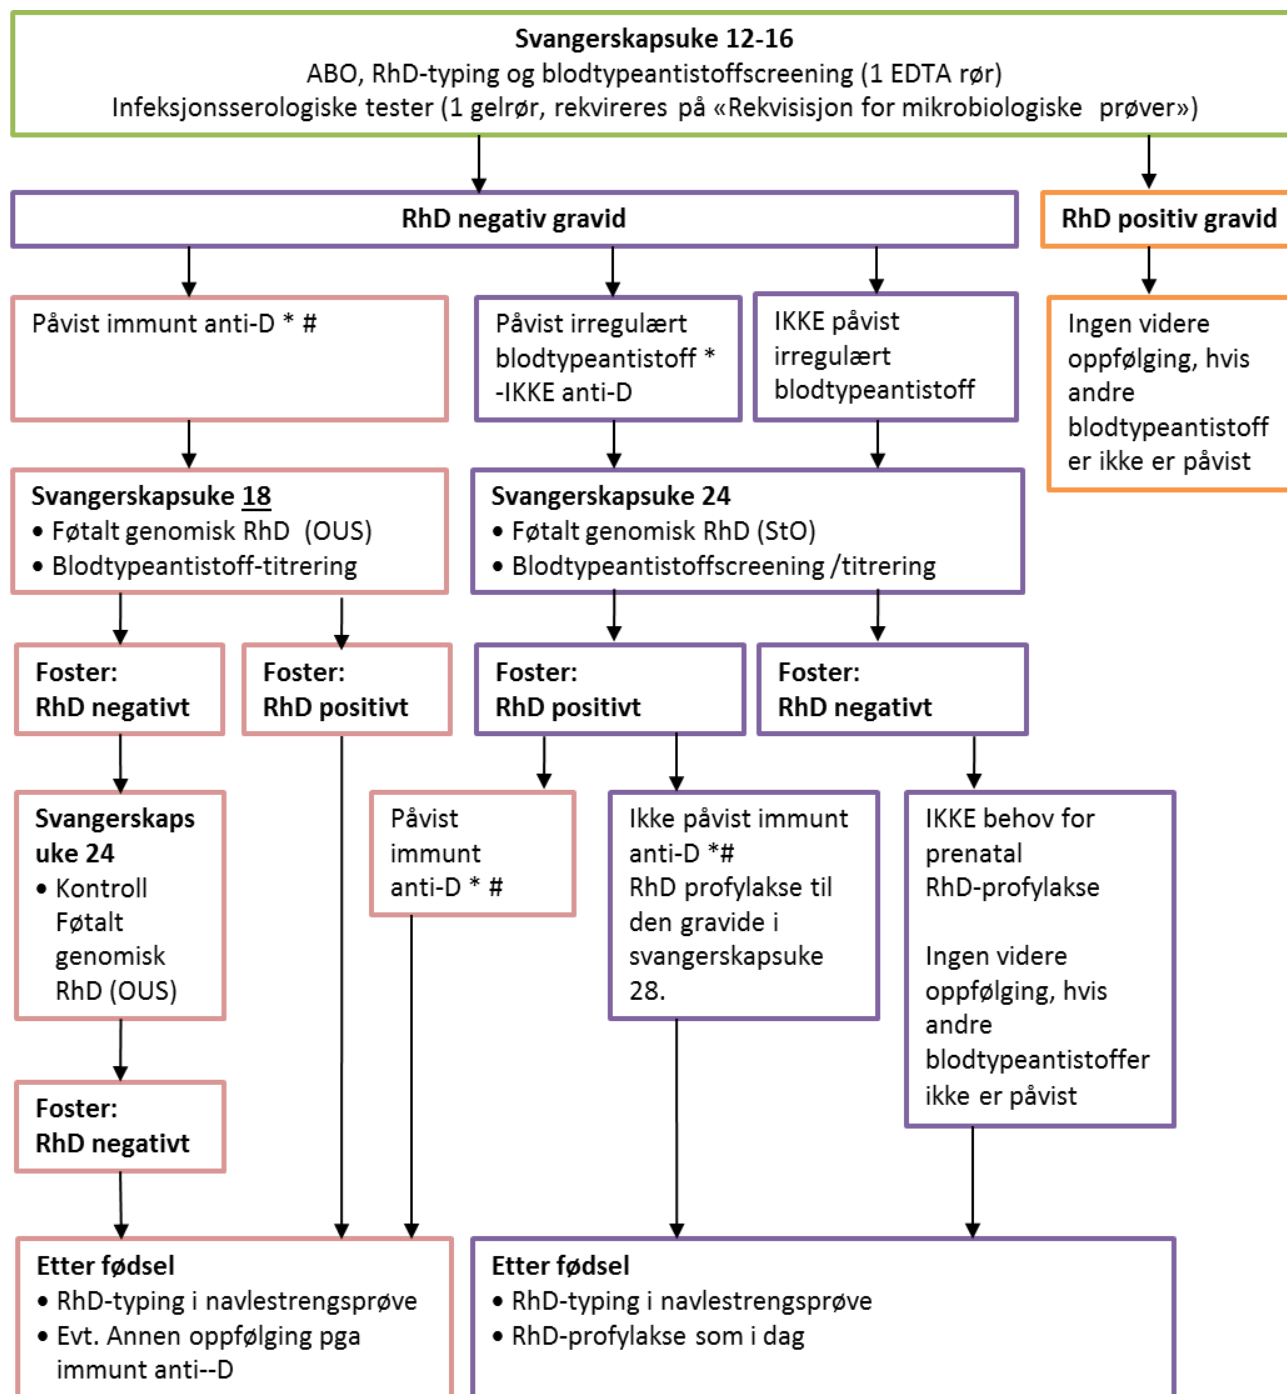 Svangerskapsuke 12-16
ABO, RhD-typing og blodtypeantistoffscreening (1 EDTA rør)
Infeksjonsserologiske tester (1 gelrør, rekvireres på «Rekvisisjon for mikrobiologiske prøver»)
RhD negativ gravid
RhD positiv gravid
Påvist immunt anti-D * #
Påvist irregulært
blodtypeantistoff *
-IKKE anti-D
IKKE påvist
irregulært
blodtypeantistoff
Ingen videre
oppfølging, hvis
andre
blodtypeantistoff
er ikke er påvist
Svangerskapsuke 18
• Føtalt genomisk RhD (OUS)
• Blodtypeantistoff-titrering
Svangerskapsuke 24
• Føtalt genomisk RhD (StO)
• Blodtypeantistoffscreening /titrering
Foster:
RhD negativt
Foster:
RhD positivt
Foster:
RhD positivt
Foster:
RhD negativt
Svangerskaps
uke 24
• Kontroll
Føtalt
genomisk
RhD (OUS)
Påvist
immunt
anti-D * #
Ikke påvist immunt
anti-D *#
RhD profylakse til
den gravide i
svangerskapsuke
28.
IKKE behov for
prenatal
RhD-profylakse
Ingen videre
oppfølging, hvis
andre
blodtypeantistoffer
ikke er påvist
Foster:
RhD negativt
Etter fødsel
• RhD-typing i navlestrengsprøve
• Evt. Annen oppfølging pga
immunt anti--D
Etter fødsel
• RhD-typing i navlestrengsprøve
• RhD-profylakse som i dag